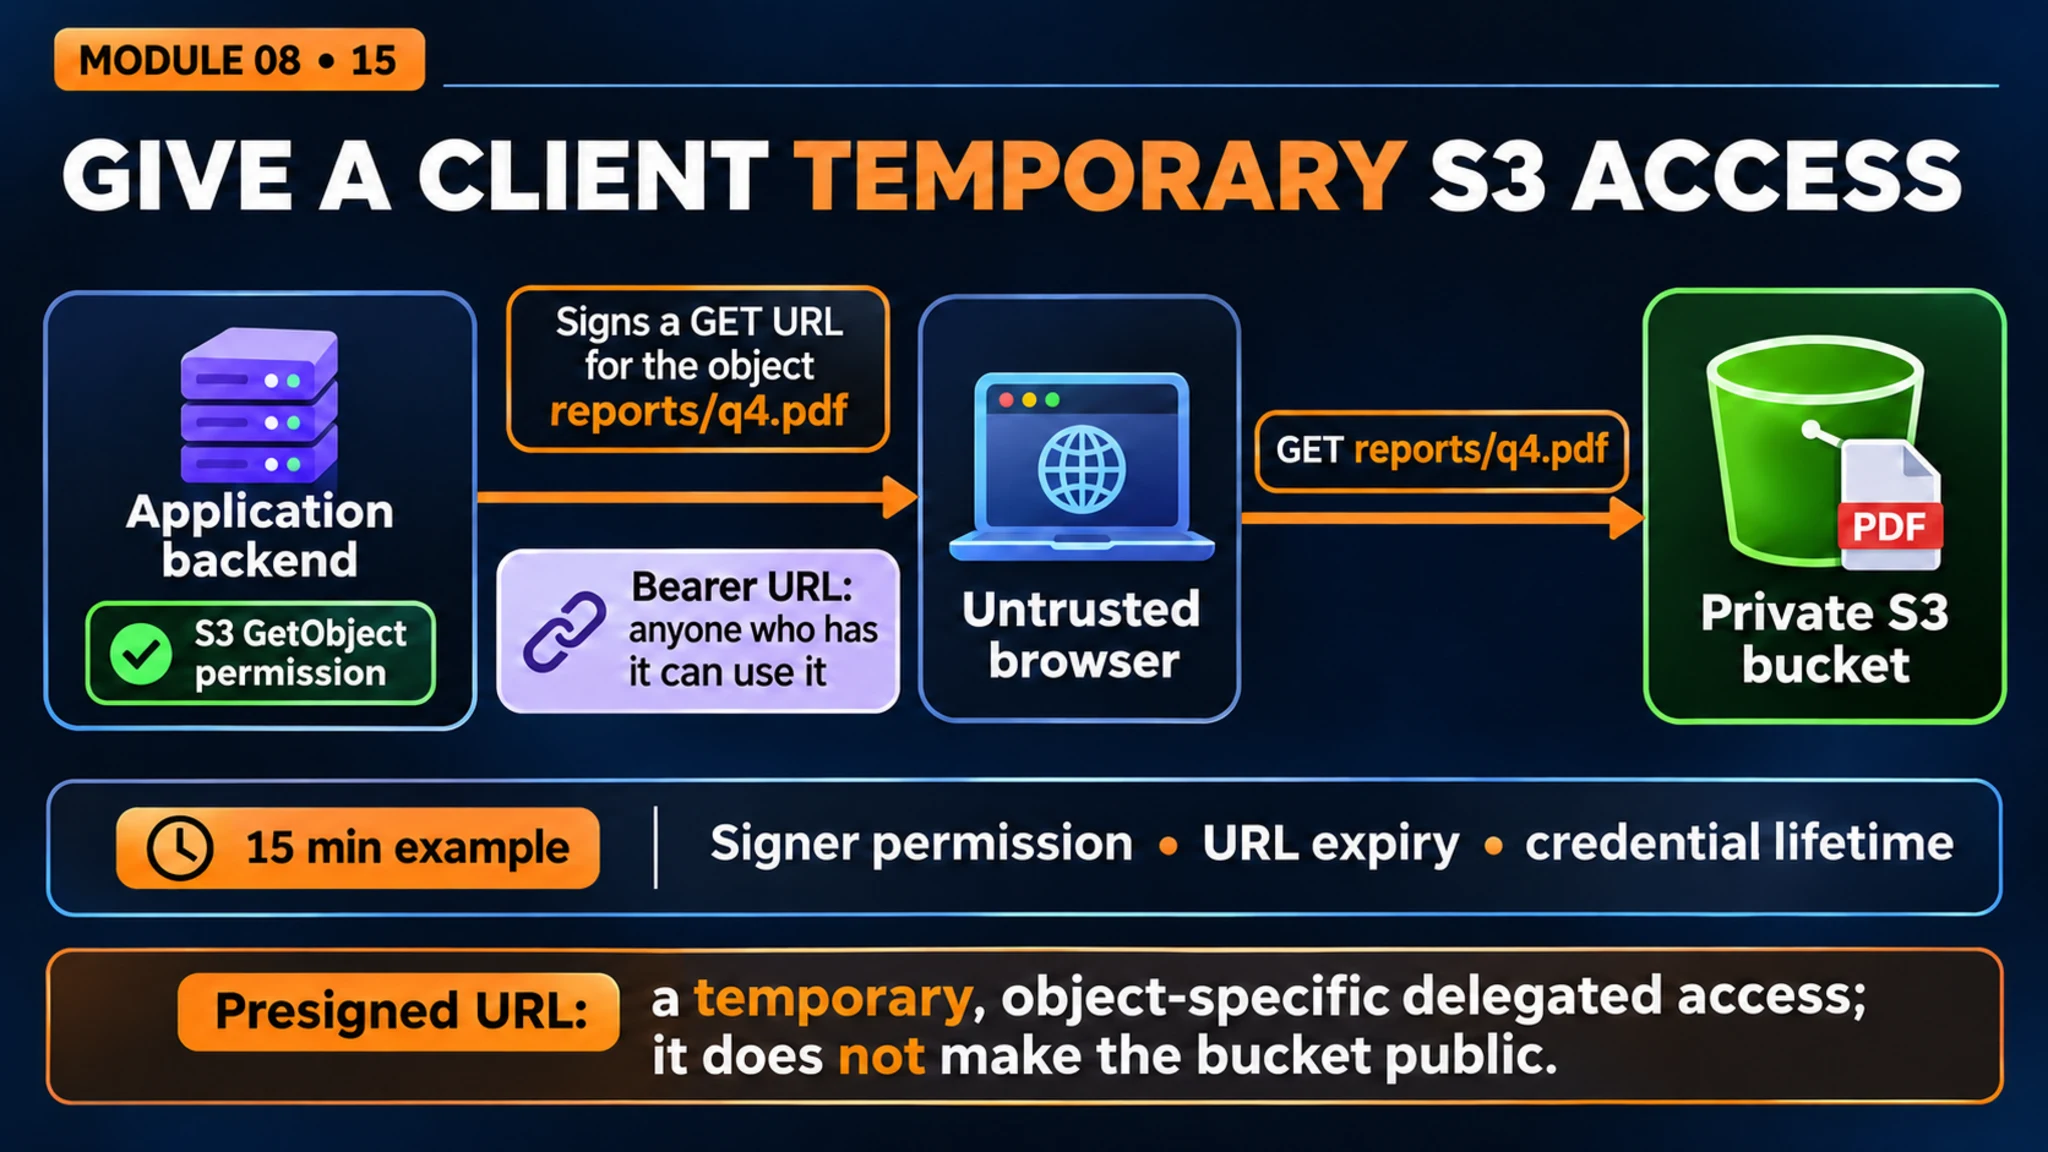 MODULE 08 • 15
GIVE A CLIENT TEMPORARY S3 ACCESS
Application
backend
S3 GetObject
permission
Signs a GET URL
for the object
reports/q4.pdf
Bearer URL:
anyone who has
it can use it
Untrusted
browser
GET reports/q4.pdf
PDF
Private S3
bucket
15 min example
Signer permission • URL expiry • credential lifetime
Presigned URL:
a temporary, object-specific delegated access;
it does not make the bucket public.